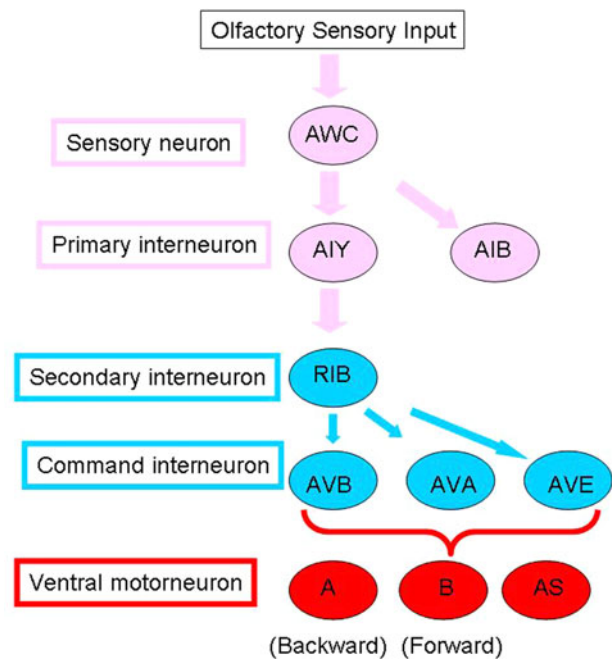 Olfactory Sensory Input
Sensory neuron
AWC
Primary interneuron
AIY
AIB
Secondary interneuron
RIB
Command interneuron
AVB
AVA
AVE
Ventral motorneuron
A
B
AS
(Backward)
(Forward)